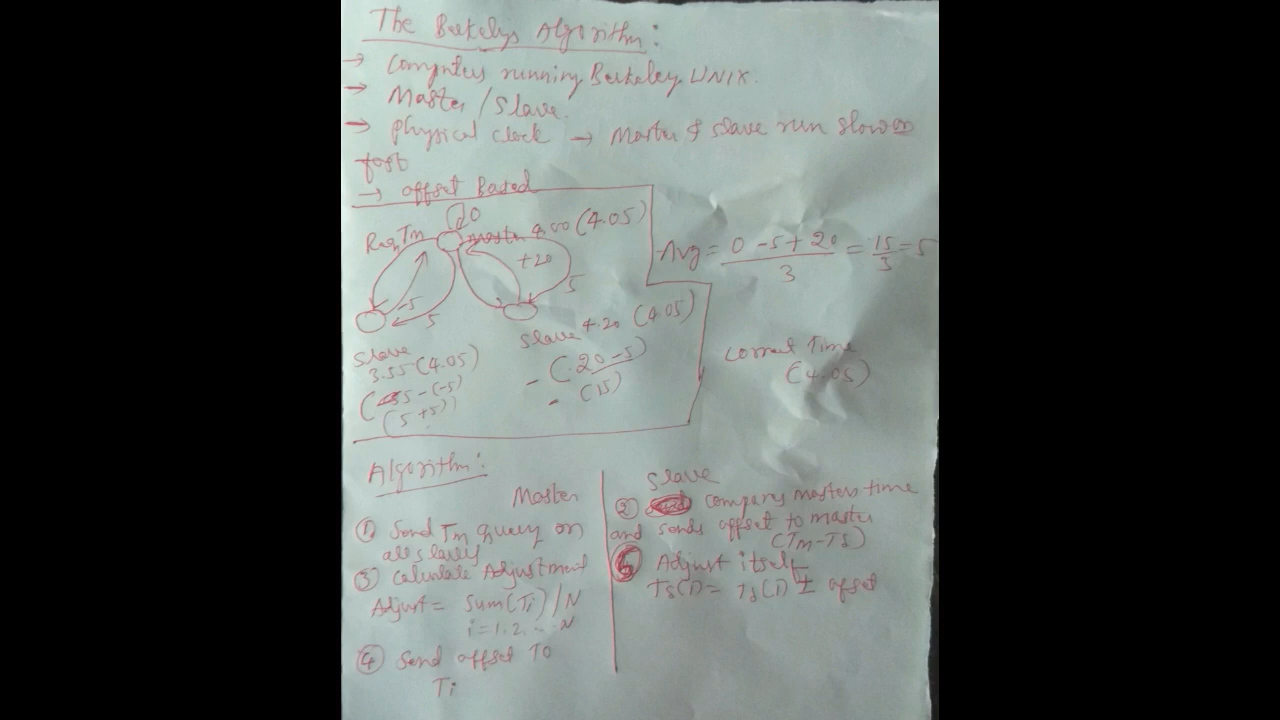 The Berkelys Algorithm:
→ Computers running Berkeley UNIX.
→ Master / Slave.
→ physical clock → Master & slave run slow or
fast
→ offset Based
20
Req Tm
master 4.00 (4.05)
+20
5
-5
5
Avg = 0 -5 + 20 / 3 = 15/3 = 5
Slave
3.55 (4.05)
5 - (-5)
(5+5)
Slave 4.20 (4.05)
- (20 - 5)
- (15)
Correct Time
(4.05)
Algorithm:
Master
① Send Tm query on
all slaves
③ Calculate Adjustment
Adjust = Sum(Ti) / N
i = 1. 2. - - N
④ Send offset To
Ti
Slave
② compare masters time
and sends offset to master
(Tm - TS)
Adjust itself
Ts(i) = Ts(i) ± offset